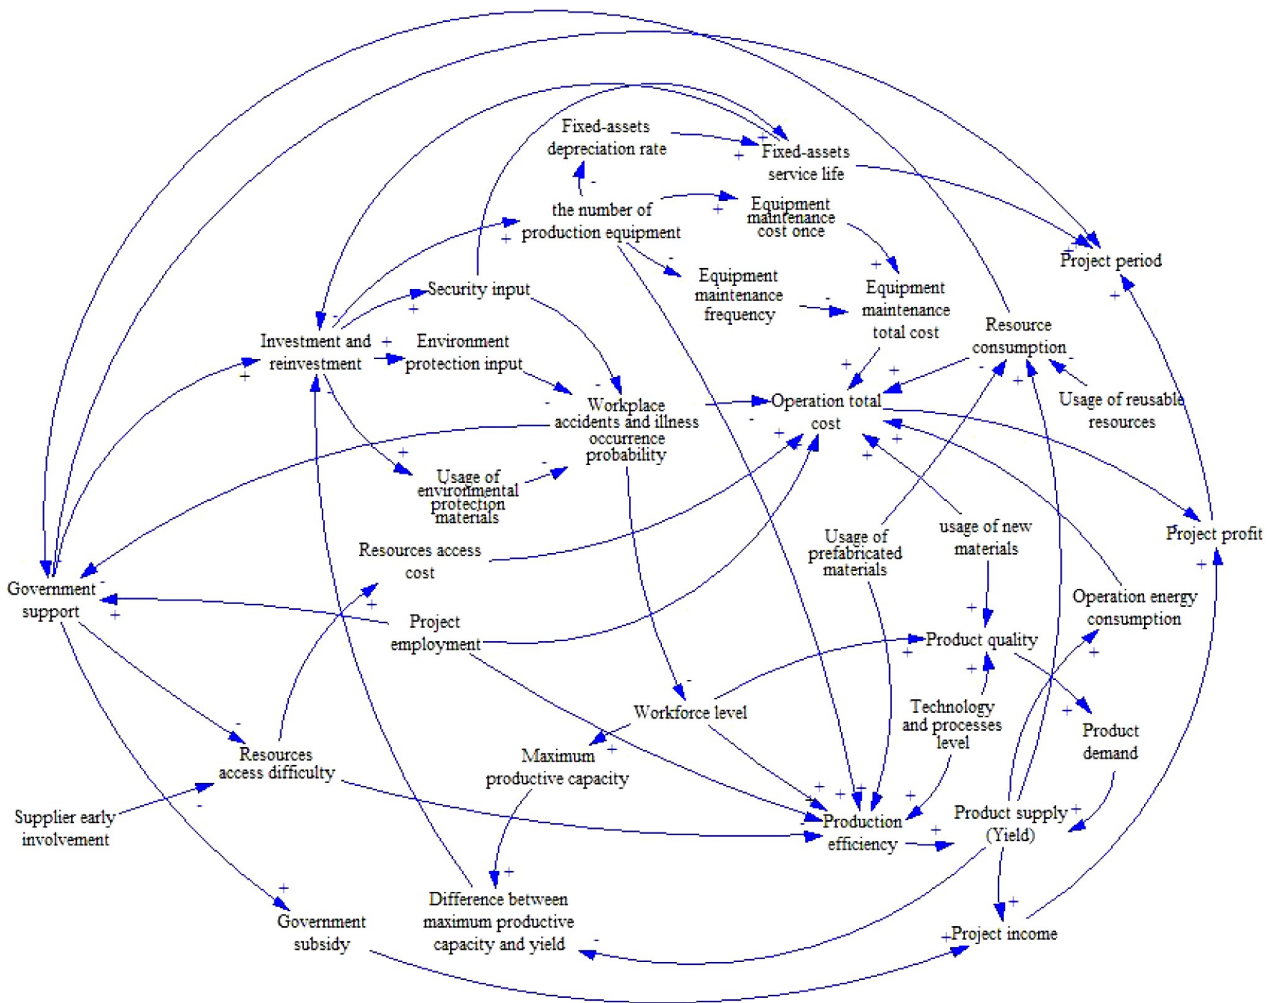 Fixed-assets
depreciation rate
Fixed-assets
service life
the number of
production equipment
Equipment
maintenance
cost once
Project period
Security input
Equipment
maintenance
frequency
Equipment
maintenance
total cost
Resource
consumption
Investment and
reinvestment
Environment
protection input
Usage of reusable
resources
Workplace
accidents and illness
occurrence
probability
Operation total
cost
Usage of
environmental
protection
materials
Resources access
cost
Usage of
prefabricated
materials
usage of new
materials
Project profit
Government
support
Project
employment
Operation energy
consumption
Product quality
Workforce level
Technology
and processes
level
Product
demand
Resources
access difficulty
Maximum
productive capacity
Supplier early
involvement
Production
efficiency
Product supply
(Yield)
Government
subsidy
Difference between
maximum productive
capacity and yield
Project income